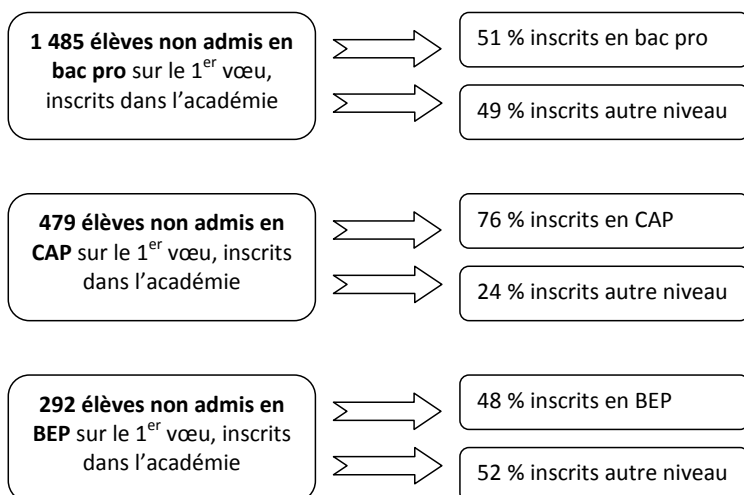 1 485 élèves non admis en
bac pro sur le 1er vœu,
inscrits dans l’académie
51 % inscrits en bac pro
49 % inscrits autre niveau
479 élèves non admis en
CAP sur le 1er vœu, inscrits
dans l’académie
76 % inscrits en CAP
24 % inscrits autre niveau
292 élèves non admis en
BEP sur le 1er vœu, inscrits
dans l’académie
48 % inscrits en BEP
52 % inscrits autre niveau